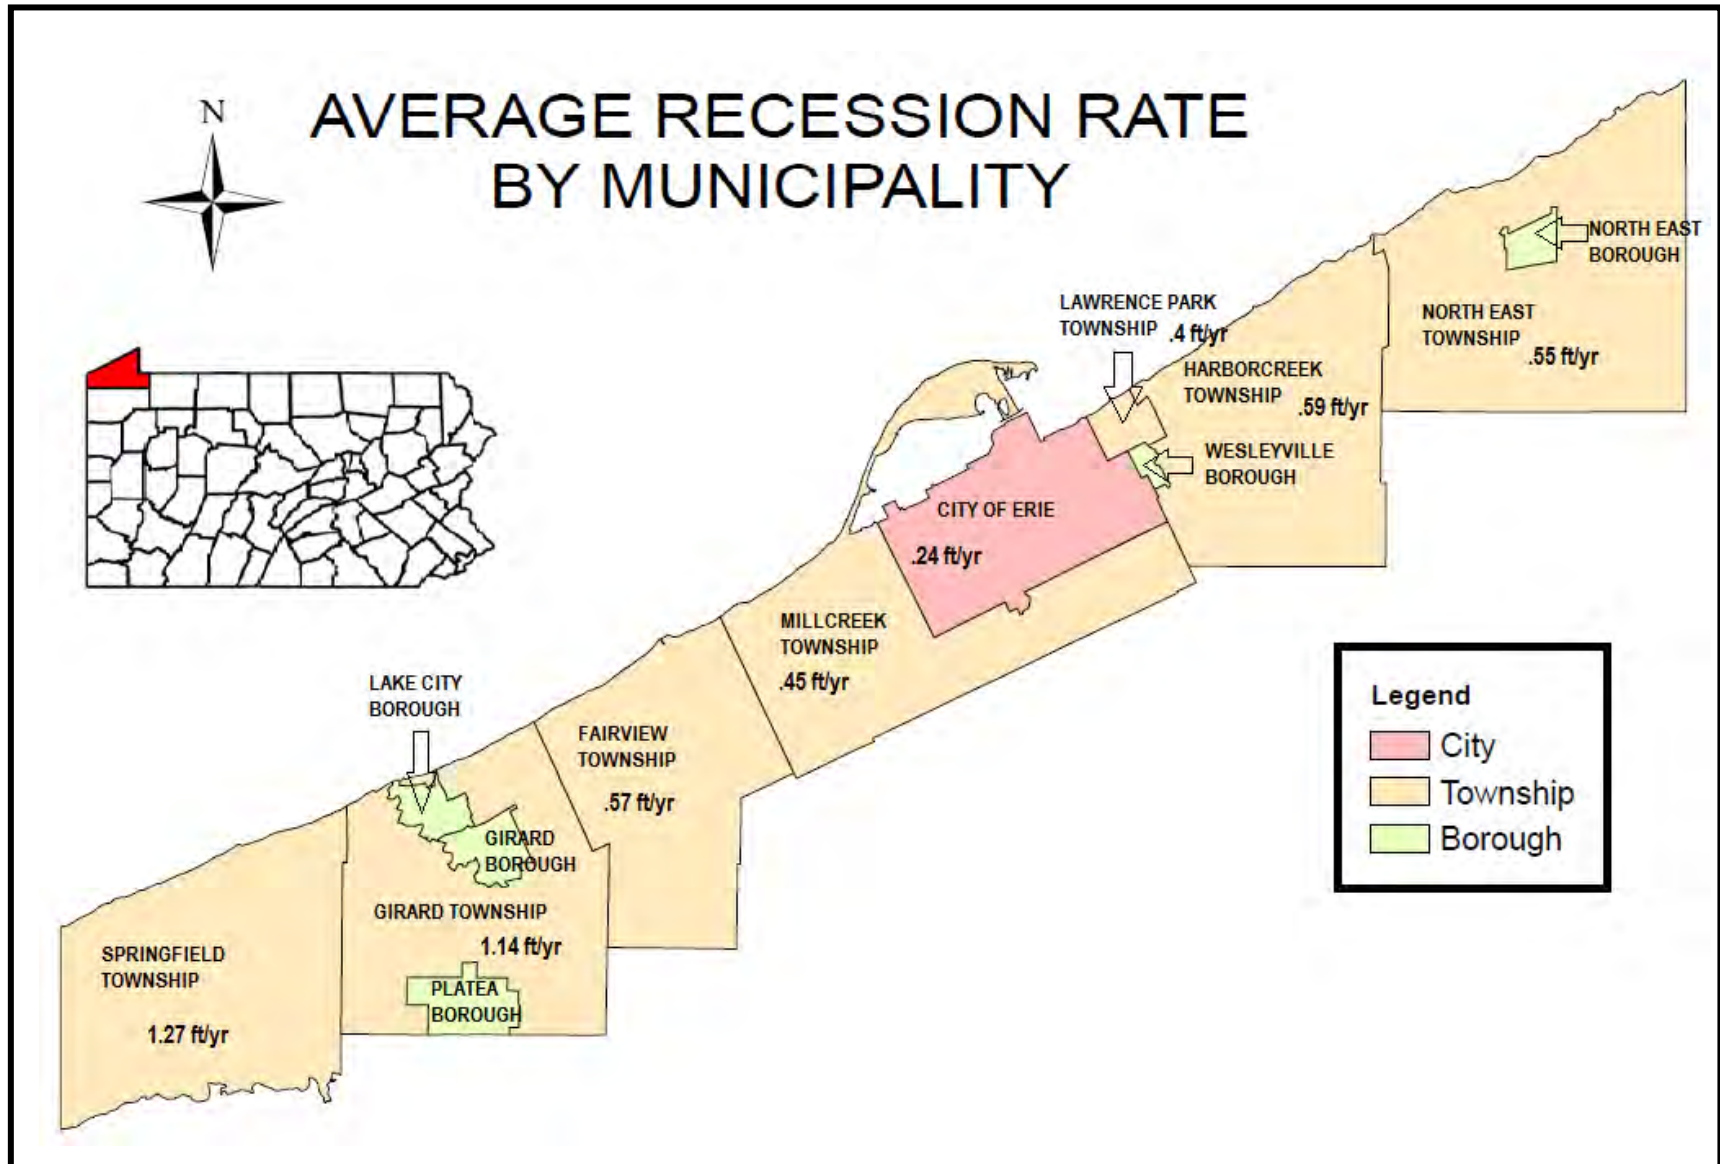 AVERAGE RECESSION RATE
BY MUNICIPALITY
N
NORTH EAST
BOROUGH
LAWRENCE PARK
TOWNSHIP .4 ft/yr
NORTH EAST
TOWNSHIP
.55 ft/yr
HARBORCREEK
TOWNSHIP
.59 ft/yr
WESLEYVILLE
BOROUGH
CITY OF ERIE
.24 ft/yr
MILLCREEK
TOWNSHIP
.45 ft/yr
LAKE CITY
BOROUGH
FAIRVIEW
TOWNSHIP
.57 ft/yr
GIRARD
BOROUGH
GIRARD TOWNSHIP
1.14 ft/yr
SPRINGFIELD
TOWNSHIP
1.27 ft/yr
PLATEA
BOROUGH
Legend
City
Township
Borough